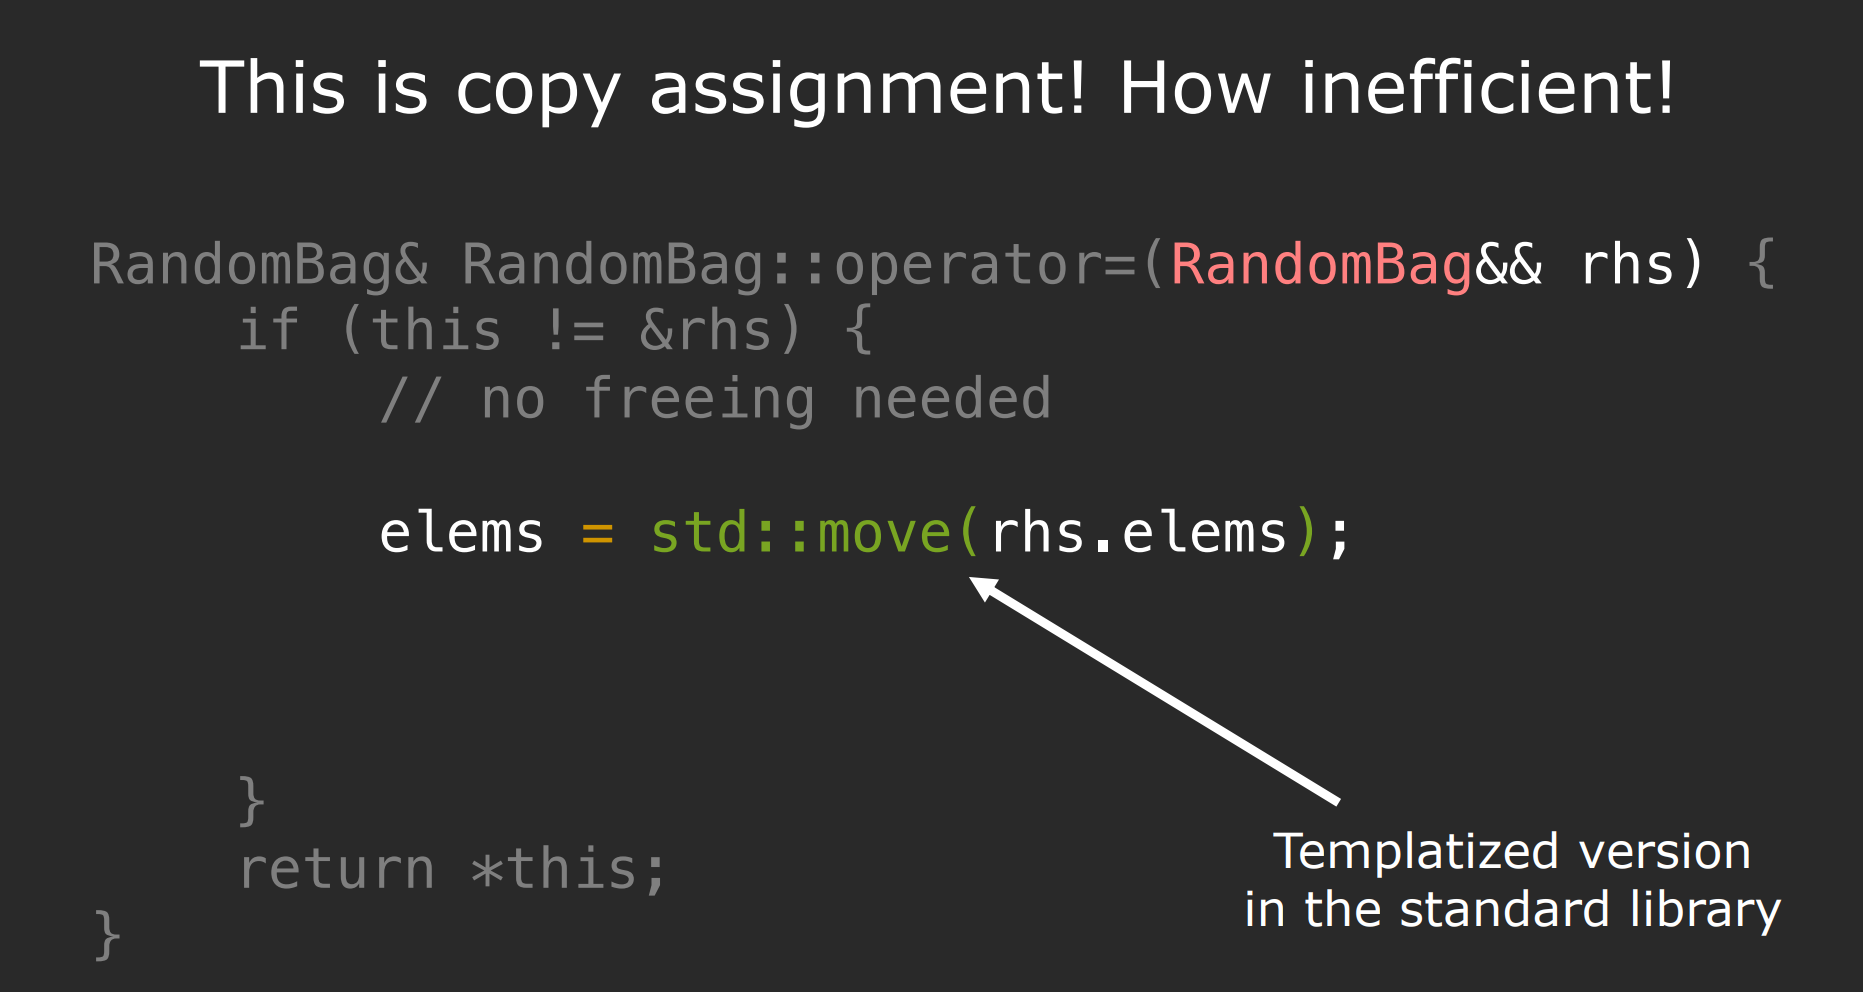 This is copy assignment! How inefficient!
RandomBag& RandomBag::operator=(RandomBag&& rhs) {
if (this != &rhs) {
// no freeing needed
elems = std::move(rhs.elems);
}
return *this;
}
Templatized version
in the standard library